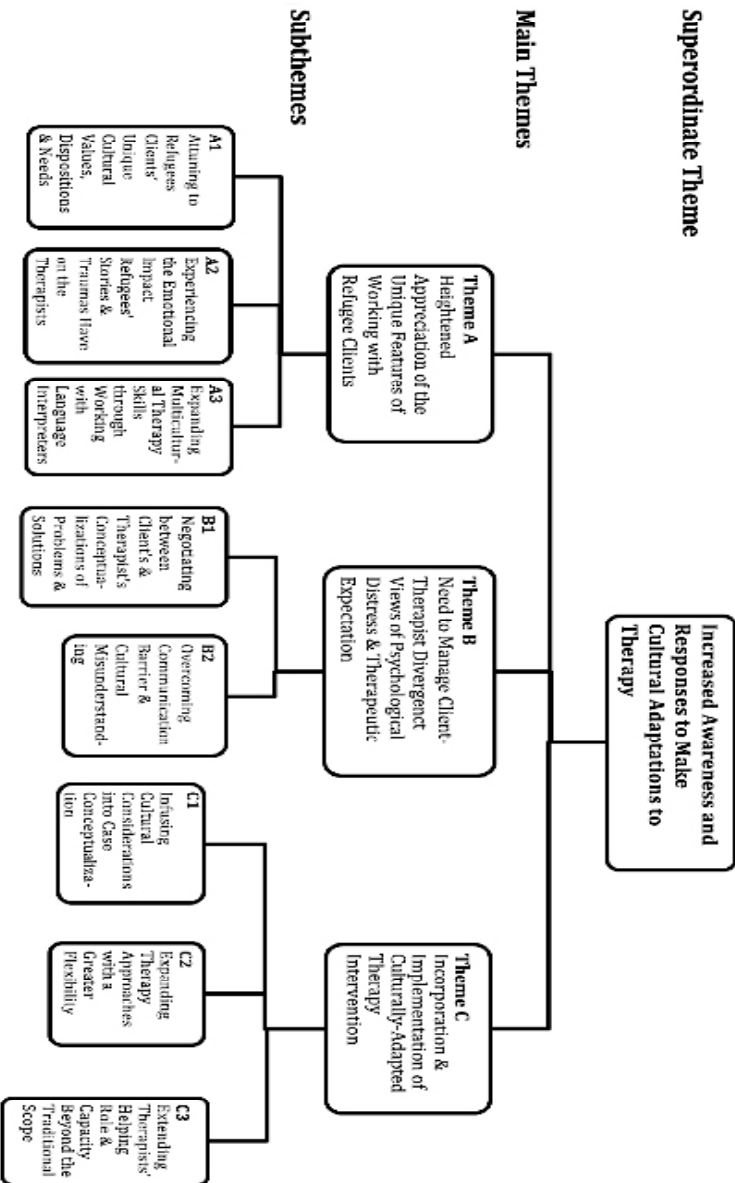 Superordinate Theme
Increased Awareness and
Responses to Make
Cultural Adaptations to
Therapy
Main Themes
Theme A
Heightened
Appreciation of the
Unique Features of
Working with
Refugee Clients
Theme B
Need to Manage Client-
Therapist Divergenct
Views of Psychological
Distress & Therapeutic
Expectation
Theme C
Incorporation &
Implementation of
Culturally-Adapted
Therapy
Intervention
Subthemes
A1
Attuning to
Refugees
Clients'
Unique
Cultural
Values,
Dispositions
& Needs
A2
Experiencing
the Emotional
Impact
Refugees'
Stories &
Traumas Have
on the
Therapists
A3
Expanding
Multicultur-
al Therapy
Skills
through
Working
with
Language
Interpreters
B1
Negotiating
between
Client's &
Therapist's
Conceptua-
lizations of
Problems &
Solutions
B2
Overcoming
Communication
Barrier &
Cultural
Misunderstand-
ing
C1
Infusing
Cultural
Considerations
into Case
Conceptualiza-
tion
C2
Expanding
Therapy
Approaches
with a
Greater
Flexibility
C3
Extending
Therapists'
Helping
Role &
Capacity
Beyond the
Traditional
Scope